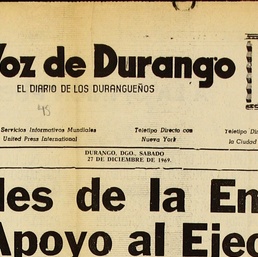 Voz de Durango
EL DIARIO DE LOS DURANGUEÑOS
45
Servicios Informativos Mundiales
United Press International
Teletipo Directo con
Nueva York
Teletipo Di
la Ciudad
DURANGO, DGO., SABADO
27 DE DICIEMBRE DE 1969.
les de la En
Apoyo al Ejec